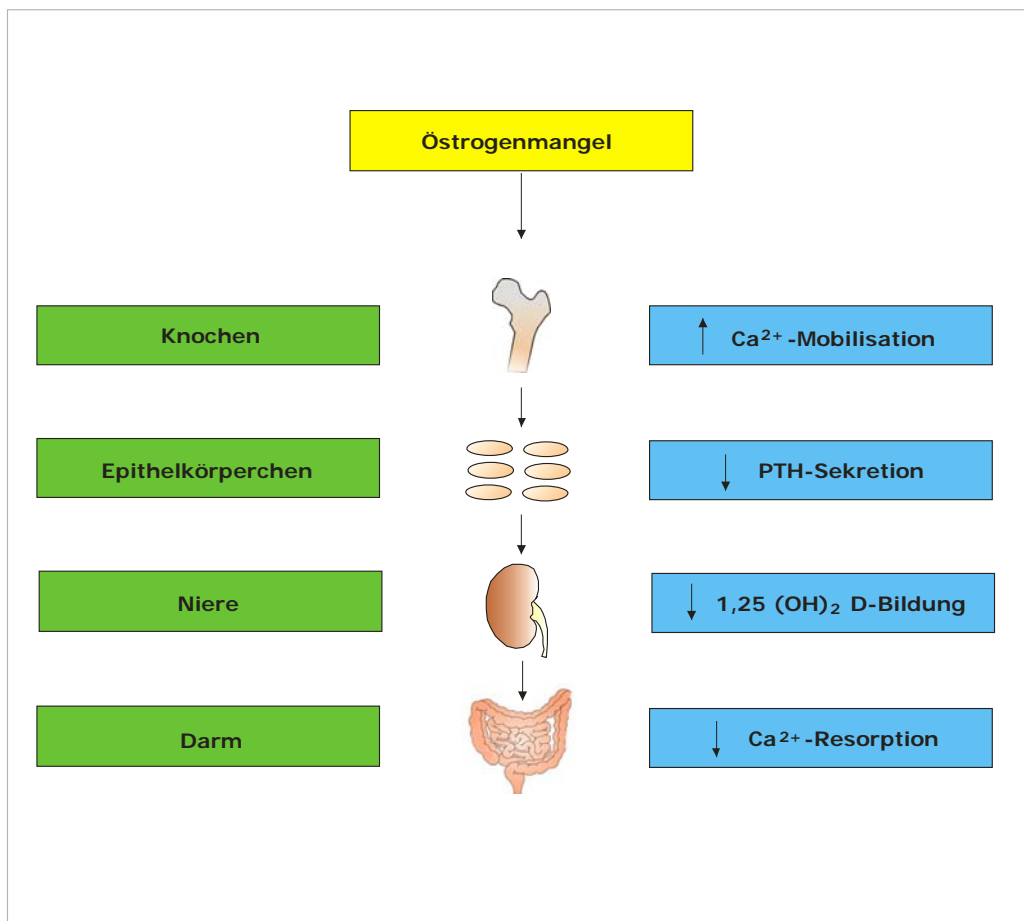 Östrogenmangel
Knochen
↑ Ca²⁺-Mobilisation
Epithelkörperchen
↓ PTH-Sekretion
Niere
↓ 1,25 (OH)₂ D-Bildung
Darm
↓ Ca²⁺-Resorption